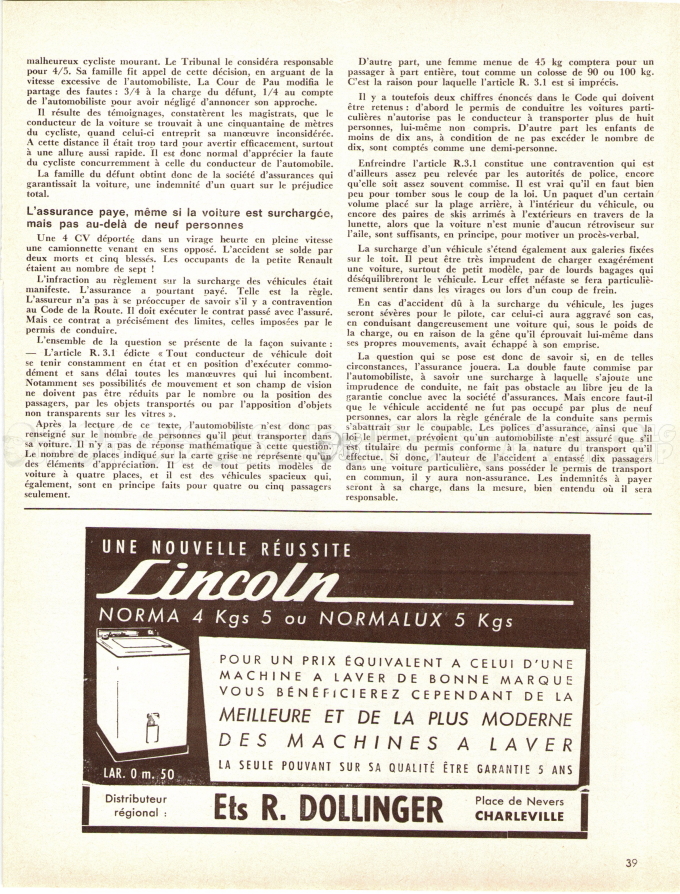 malheureux cycliste mourant. Le Tribunal le considéra responsable
pour 4/5. Sa famille fit appel de cette décision, en arguant de la
vitesse excessive de l'automobiliste. La Cour de Pau modifia le
partage des fautes : 3/4 à la charge du défunt, 1/4 au compte
de l'automobiliste pour avoir négligé d'annoncer son approche.
Il résulte des témoignages, constatèrent les magistrats, que le
conducteur de la voiture se trouvait à une cinquantaine de mètres
du cycliste, quand celui-ci entreprit sa manœuvre inconsidérée.
A cette distance il était trop tard pour avertir efficacement, surtout
à une allure aussi rapide. Il est donc normal d'apprécier la faute
du cycliste concurremment à celle du conducteur de l'automobile.
La famille du défunt obtint donc de la société d'assurances qui
garantissait la voiture, une indemnité d'un quart sur le préjudice
total.
L'assurance paye, même si la voiture est surchargée,
mais pas au-delà de neuf personnes
Une 4 CV déportée dans un virage heurte en pleine vitesse
une camionnette venant en sens opposé. L'accident se solde par
deux morts et cinq blessés. Les occupants de la petite Renault
étaient au nombre de sept !
L'infraction au règlement sur la surcharge des véhicules était
manifeste. L'assurance a pourtant payé. Telle est la règle.
L'assureur n'a pas à se préoccuper de savoir s'il y a contravention
au Code de la Route. Il doit exécuter le contrat passé avec l'assuré.
Mais ce contrat a précisément des limites, celles imposées par le
permis de conduire.
L'ensemble de la question se présente de la façon suivante :
— L'article R.3.1 édicte « Tout conducteur de véhicule doit
se tenir constamment en état et en position d'exécuter commo-
dément et sans délai toutes les manœuvres qui lui incombent.
Notamment ses possibilités de mouvement et son champ de vision
ne doivent pas être réduits par le nombre ou la position des
passagers, par les objets transportés ou par l'apposition d'objets
non transparents sur les vitres ».
Après la lecture de ce texte, l'automobiliste n'est donc pas
renseigné sur le nombre de personnes qu'il peut transporter dans
sa voiture. Il n'y a pas de réponse mathématique à cette question.
Le nombre de places indiqué sur la carte grise ne représente qu'un
des éléments d'appréciation. Il est de tout petits modèles de
voiture à quatre places, et il est des véhicules spacieux qui,
également, sont en principe faits pour quatre ou cinq passagers
seulement.
D'autre part, une femme menue de 45 kg comptera pour un
passager à part entière, tout comme un colosse de 90 ou 100 kg.
C'est la raison pour laquelle l'article R. 3.1 est si imprécis.
Il y a toutefois deux chiffres énoncés dans le Code qui doivent
être retenus : d'abord le permis de conduire les voitures parti-
culières n'autorise pas le conducteur à transporter plus de huit
personnes, lui-même non compris. D'autre part les enfants de
moins de dix ans, à condition de ne pas excéder le nombre de
dix, sont comptés comme une demi-personne.
Enfreindre l'article R.3.1 constitue une contravention qui est
d'ailleurs assez peu relevée par les autorités de police, encore
qu'elle soit assez souvent commise. Il est vrai qu'il en faut bien
peu pour tomber sous le coup de la loi. Un paquet d'un certain
volume placé sur la plage arrière, à l'intérieur du véhicule, ou
encore des paires de skis arrimés à l'extérieurs en travers de la
lunette, alors que la voiture n'est munie d'aucun rétroviseur sur
l'aile, sont suffisants, en principe, pour motiver un procès-verbal.
La surcharge d'un véhicule s'étend également aux galeries fixées
sur le toit. Il peut être très imprudent de charger exagérément
une voiture, surtout de petit modèle, par de lourds bagages qui
déséquilibreront le véhicule. Leur effet néfaste se fera particuliè-
rement sentir dans les virages ou lors d'un coup de frein.
En cas d'accident dû à la surcharge du véhicule, les juges
seront sévères pour le pilote, car celui-ci aura aggravé son cas,
en conduisant dangereusement une voiture qui, sous le poids de
la charge, ou en raison de la gêne qu'il éprouvait lui-même dans
ses propres mouvements, avait échappé à son emprise.
La question qui se pose est donc de savoir si, en de telles
circonstances, l'assurance jouera. La double faute commise par
l'automobiliste, à savoir une surcharge à laquelle s'ajoute une
imprudence de conduite, ne fait pas obstacle au libre jeu de la
garantie conclue avec la société d'assurances. Mais encore faut-il
que le véhicule accidenté ne fut pas occupé par plus de neuf
personnes, car alors la règle générale de la conduite sans permis
s'abattrait sur le coupable. Les polices d'assurance, ainsi que la
loi le permet, prévoient qu'un automobiliste n'est assuré que s'il
est titulaire du permis conforme à la nature du transport qu'il
effectue. Si donc, l'auteur de l'accident a entassé dix passagers
dans une voiture particulière, sans posséder le permis de transport
en commun, il y aura non-assurance. Les indemnités à payer
seront à sa charge, dans la mesure, bien entendu où il sera
responsable.
UNE NOUVELLE RÉUSSITE
Lincoln
NORMA 4 Kgs 5 ou NORMALUX 5 Kgs
POUR UN PRIX ÉQUIVALENT A CELUI D'UNE
MACHINE A LAVER DE BONNE MARQUE
VOUS BÉNÉFICIEREZ CEPENDANT DE LA
MEILLEURE ET DE LA PLUS MODERNE
DES MACHINES A LAVER
LA SEULE POUVANT SUR SA QUALITÉ ÊTRE GARANTIE 5 ANS
LAR. 0 m. 50
Distributeur
régional :
Ets R. DOLLINGER
Place de Nevers
CHARLEVILLE
39